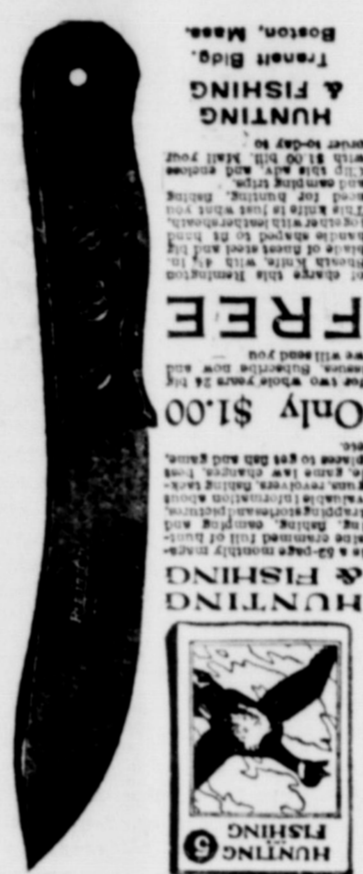 HUNTING
AND
FISHING
5
HUNTING
& FISHING
is a 52-page monthly maga-
zine crammed full of hunt-
ing, fishing, camping and
trapping stories and pictures,
valuable information about
guns, revolvers, fishing tack-
le, game law changes, best
places to get fish and game,
etc.
Only $1.00
for two whole years 24 big
issues. Subscribe now and
we will send you
FREE
of charge this Remington
Sheath Knife, with 4½ in.
blade of finest steel and big
handle shaped to fit hand
together with leather sheath.
This knife is just what you
need for hunting, fishing
and camping trips.
Clip this adv. and enclose
with $1.00 bill. Mail your
order to-day to
HUNTING
& FISHING
Transit Bldg.
Boston, Mass.